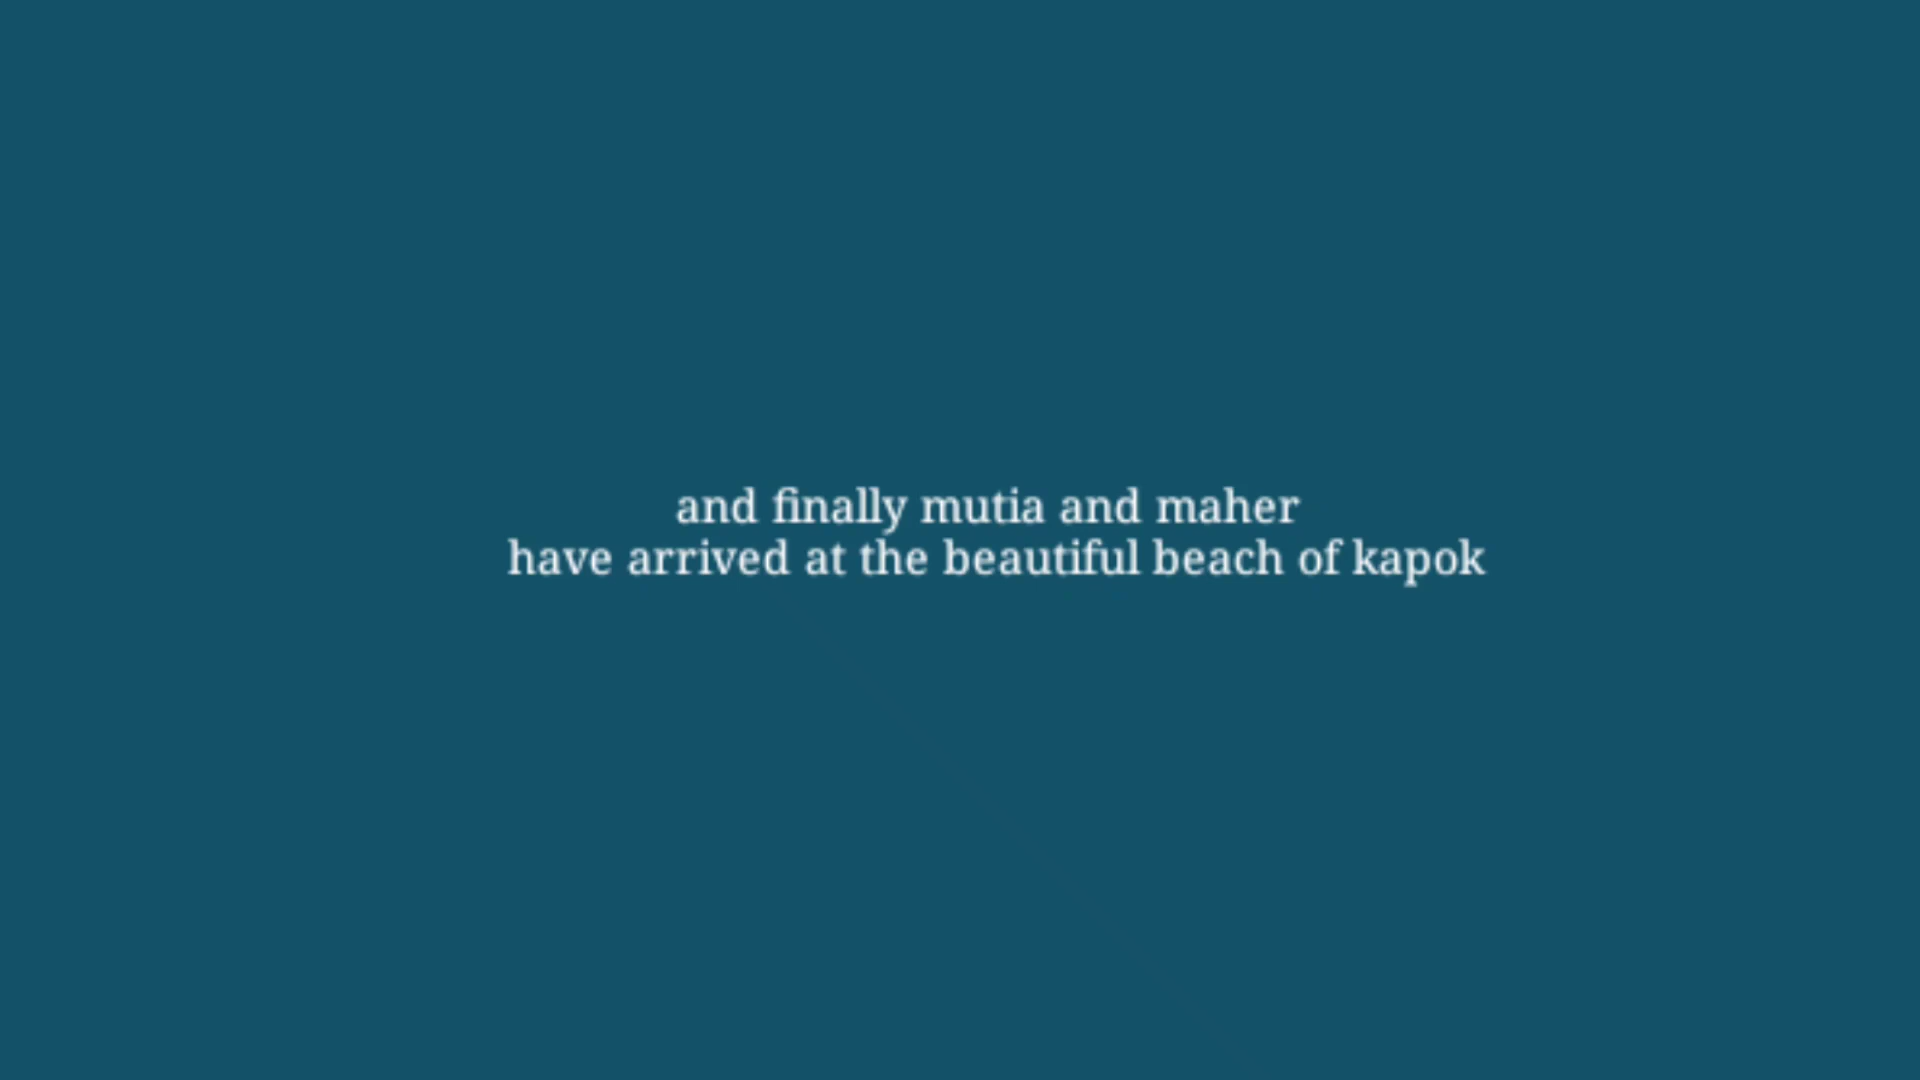 and finally mutia and maher
have arrived at the beautiful beach of kapok